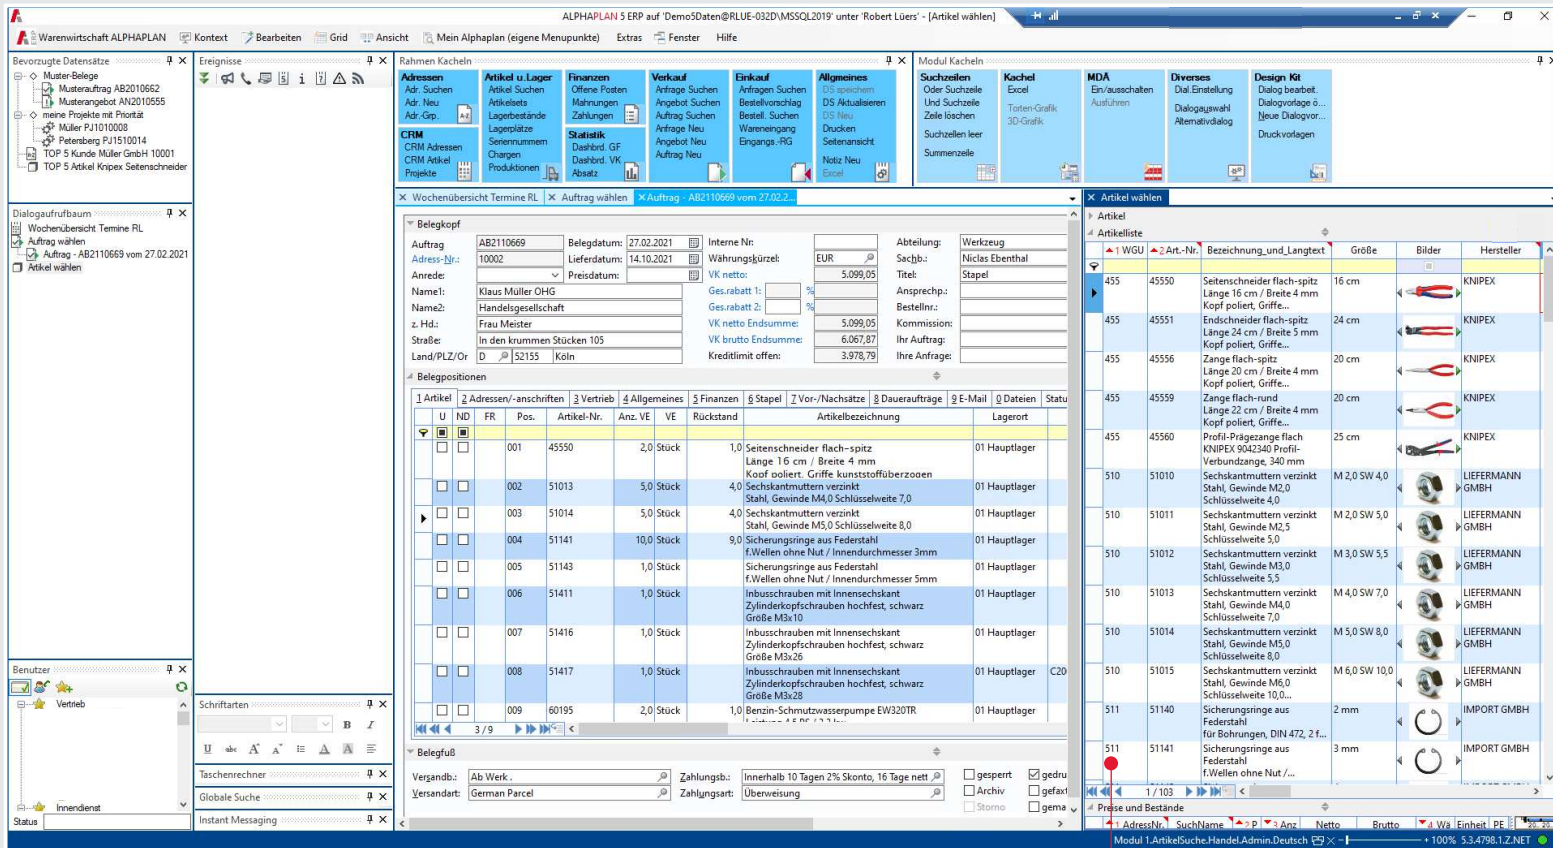 ALPHAPLAN 5 ERP auf 'Demo5Daten@RLUE-032D\MSSQL2019' unter 'Robert Lüers' - [Artikel wählen]
Warenwirtschaft ALPHAPLAN Kontext Bearbeiten Grid Ansicht Mein Alphaplan (eigene Menupunkte) Extras Fenster Hilfe
Bevorzugte Datensätze
Muster-Belege
Musterauftrag AB2010662
Musterangebot AN2010555
meine Projekte mit Priorität
Müller PJ1010008
Petersberg PJ1510014
TOP 5 Kunde Müller GmbH 10001
TOP 5 Artikel Knipex Seitenschneider
Dialogaufrufbaum
Wochenübersicht Termine RL
Auftrag wählen
Auftrag - AB2110669 vom 27.02.2021
Artikel wählen
Benutzer
Vertrieb
Innendienst
Status
Ereignisse
Schriftarten
B I
U abc A A A A
Taschenrechner
Globale Suche
Instant Messaging
Rahmen Kacheln
Adressen
Adr. Suchen
Adr. Neu
Adr.-Grp.
CRM
CRM Adressen
CRM Artikel
Projekte
Artikel u.Lager
Artikel Suchen
Artikelsets
Lagerbestände
Lagerplätze
Seriennummern
Chargen
Produktionen
Finanzen
Offene Posten
Mahnungen
Zahlungen
Statistik
Dashbrd. GF
Dashbrd. VK
Absatz
Verkauf
Anfrage Suchen
Angebot Suchen
Auftrag Suchen
Anfrage Neu
Angebot Neu
Auftrag Neu
Einkauf
Anfragen Suchen
Bestellvorschlag
Bestell. Suchen
Wareneingang
Eingangs.-RG
Allgmeines
DS speichern
DS Aktualisieren
DS Neu
Drucken
Seitenansicht
Notiz Neu
Excel
Modul Kacheln
Suchzeilen
Oder Suchzeile
Und Suchzeile
Zeile löschen
Suchzellen leer
Summenzeile
Kachel
Excel
Torten-Grafik
3D-Grafik
MDÄ
Ein/ausschalten
Ausführen
Diverses
Dial.Einstellung
Dialogauswahl
Alternativdialog
Design Kit
Dialog bearbeit.
Dialogvorlage ö...
Neue Dialogvor...
Druckvorlagen
Wochenübersicht Termine RL Auftrag wählen Auftrag - AB2110669 vom 27.02.2...
Belegkopf
Auftrag AB2110669 Belegdatum: 27.02.2021 Interne Nr: Abteilung: Werkzeug
Adress-Nr.: 10002 Lieferdatum: 14.10.2021 Währungskürzel: EUR Sachb.: Niclas Ebenthal
Anrede: Preisdatum: VK netto: 5.099,05 Titel: Stapel
Name1: Klaus Müller OHG Ges.rabatt 1: % Ansprechp.:
Name2: Handelsgesellschaft Ges.rabatt 2: % Bestellnr.:
z. Hd.: Frau Meister VK netto Endsumme: 5.099,05 Kommission:
Straße: In den krummen Stücken 105 VK brutto Endsumme: 6.067,87 Ihr Auftrag:
Land/PLZ/Or D 52155 Köln Kreditlimit offen: 3.978,79 Ihre Anfrage:
Belegpositionen
1 Artikel 2 Adressen/-anschriften 3 Vertrieb 4 Allgemeines 5 Finanzen 6 Stapel 7 Vor-/Nachsätze 8 Daueraufträge 9 E-Mail 0 Dateien Statu
U ND FR Pos. Artikel-Nr. Anz. VE VE Rückstand Artikelbezeichnung Lagerort
001 45550 2,0 Stück 1,0 Seitenschneider flach-spitz 01 Hauptlager
Länge 16 cm / Breite 4 mm
Kopf poliert, Griffe kunststoffüberzogen
002 51013 5,0 Stück 4,0 Sechskantmuttern verzinkt 01 Hauptlager
Stahl, Gewinde M4,0 Schlüsselweite 7,0
003 51014 5,0 Stück 4,0 Sechskantmuttern verzinkt 01 Hauptlager
Stahl, Gewinde M5,0 Schlüsselweite 8,0
004 51141 10,0 Stück 9,0 Sicherungsringe aus Federstahl 01 Hauptlager
f.Wellen ohne Nut / Innendurchmesser 3mm
005 51143 1,0 Stück Sicherungsringe aus Federstahl 01 Hauptlager
f.Wellen ohne Nut / Innendurchmesser 5mm
006 51411 1,0 Stück Inbusschrauben mit Innensechskant 01 Hauptlager
Zylinderkopfschrauben hochfest, schwarz
Größe M3x10
007 51416 1,0 Stück Inbusschrauben mit Innensechskant 01 Hauptlager
Zylinderkopfschrauben hochfest, schwarz
Größe M3x26
008 51417 1,0 Stück Inbusschrauben mit Innensechskant 01 Hauptlager C20
Zylinderkopfschrauben hochfest, schwarz
Größe M3x28
009 60195 2,0 Stück 1,0 Benzin-Schmutzwasserpumpe EW320TR 01 Hauptlager
3 / 9
Belegfuß
Versandb.: Ab Werk . Zahlungsb.: Innerhalb 10 Tagen 2% Skonto, 16 Tage nett gesperrt gedru
Versandart: German Parcel Zahlungsart: Überweisung Archiv gefaxt
Storno gema
Artikel wählen
Artikel
Artikelliste
1 WGU 2 Art.-Nr. Bezeichnung_und_Langtext Größe Bilder Hersteller
455 45550 Seitenschneider flach-spitz 16 cm KNIPEX
Länge 16 cm / Breite 4 mm
Kopf poliert, Griffe...
455 45551 Endschneider flach-spitz 24 cm KNIPEX
Länge 24 cm / Breite 5 mm
Kopf poliert, Griffe...
455 45556 Zange flach-spitz 20 cm KNIPEX
Länge 20 cm / Breite 4 mm
Kopf poliert, Griffe...
455 45559 Zange flach-rund 20 cm KNIPEX
Länge 22 cm / Breite 4 mm
Kopf poliert, Griffe...
455 45560 Profil-Prägezange flach 25 cm KNIPEX
KNIPEX 9042340 Profil-
Verbundzange, 340 mm
510 51010 Sechskantmuttern verzinkt M 2,0 SW 4,0 LIEFERMANN
Stahl, Gewinde M2,0 GMBH
Schlüsselweite 4,0
510 51011 Sechskantmuttern verzinkt M 2,0 SW 5,0 LIEFERMANN
Stahl, Gewinde M2,5 GMBH
Schlüsselweite 5,0
510 51012 Sechskantmuttern verzinkt M 3,0 SW 5,5 LIEFERMANN
Stahl, Gewinde M3,0 GMBH
Schlüsselweite 5,5
510 51013 Sechskantmuttern verzinkt M 4,0 SW 7,0 LIEFERMANN
Stahl, Gewinde M4,0 GMBH
Schlüsselweite 7,0
510 51014 Sechskantmuttern verzinkt M 5,0 SW 8,0 LIEFERMANN
Stahl, Gewinde M5,0 GMBH
Schlüsselweite 8,0
510 51015 Sechskantmuttern verzinkt M 6,0 SW 10,0 LIEFERMANN
Stahl, Gewinde M6,0 GMBH
Schlüsselweite 10,0...
511 51140 Sicherungsringe aus 2 mm IMPORT GMBH
Federstahl
für Bohrungen, DIN 472, 2 f...
511 51141 Sicherungsringe aus 3 mm IMPORT GMBH
Federstahl
f.Wellen ohne Nut /...
1 / 103
Preise und Bestände
1 AdressNr. SuchName 2 P 3 Anz Netto Brutto 4 Wä Einheit PE
Modul 1.ArtikelSuche.Handel.Admin.Deutsch + 100% 5.3.4798.1.Z.NET